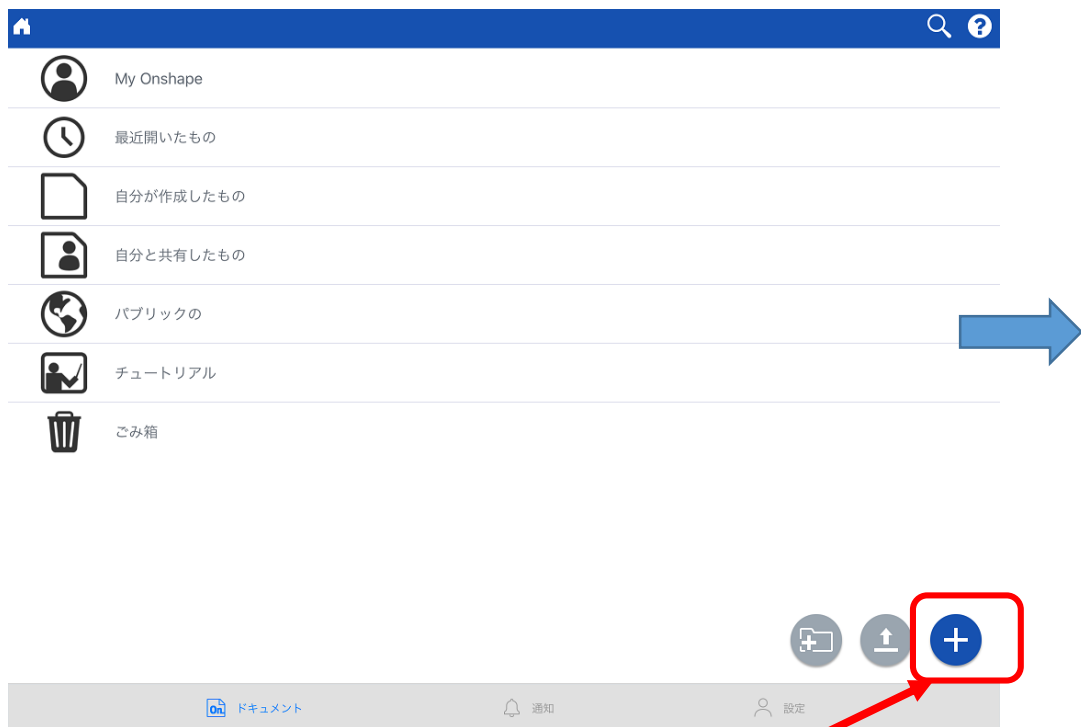 ?
My Onshape
最近開いたもの
自分が作成したもの
自分と共有したもの
パブリックの
チュートリアル
ごみ箱
On ドキュメント
通知
設定